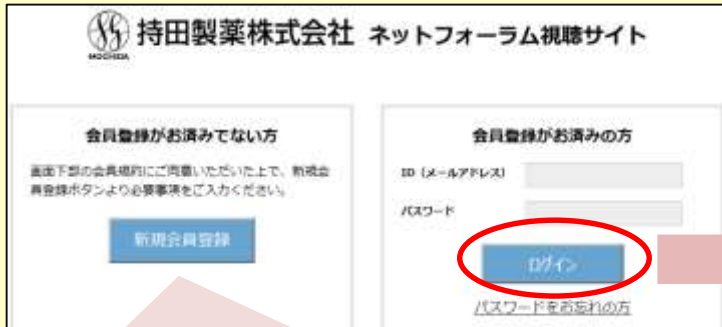 持田製薬株式会社 ネットフォーラム視聴サイト
MOCHIDA
会員登録がお済みでない方
画面下部の会員規約にご同意いただいた上で、新規会
員登録ボタンより必要事項をご入力ください。
新規会員登録
会員登録がお済みの方
ID（メールアドレス）
パスワード
ログイン
パスワードをお忘れの方